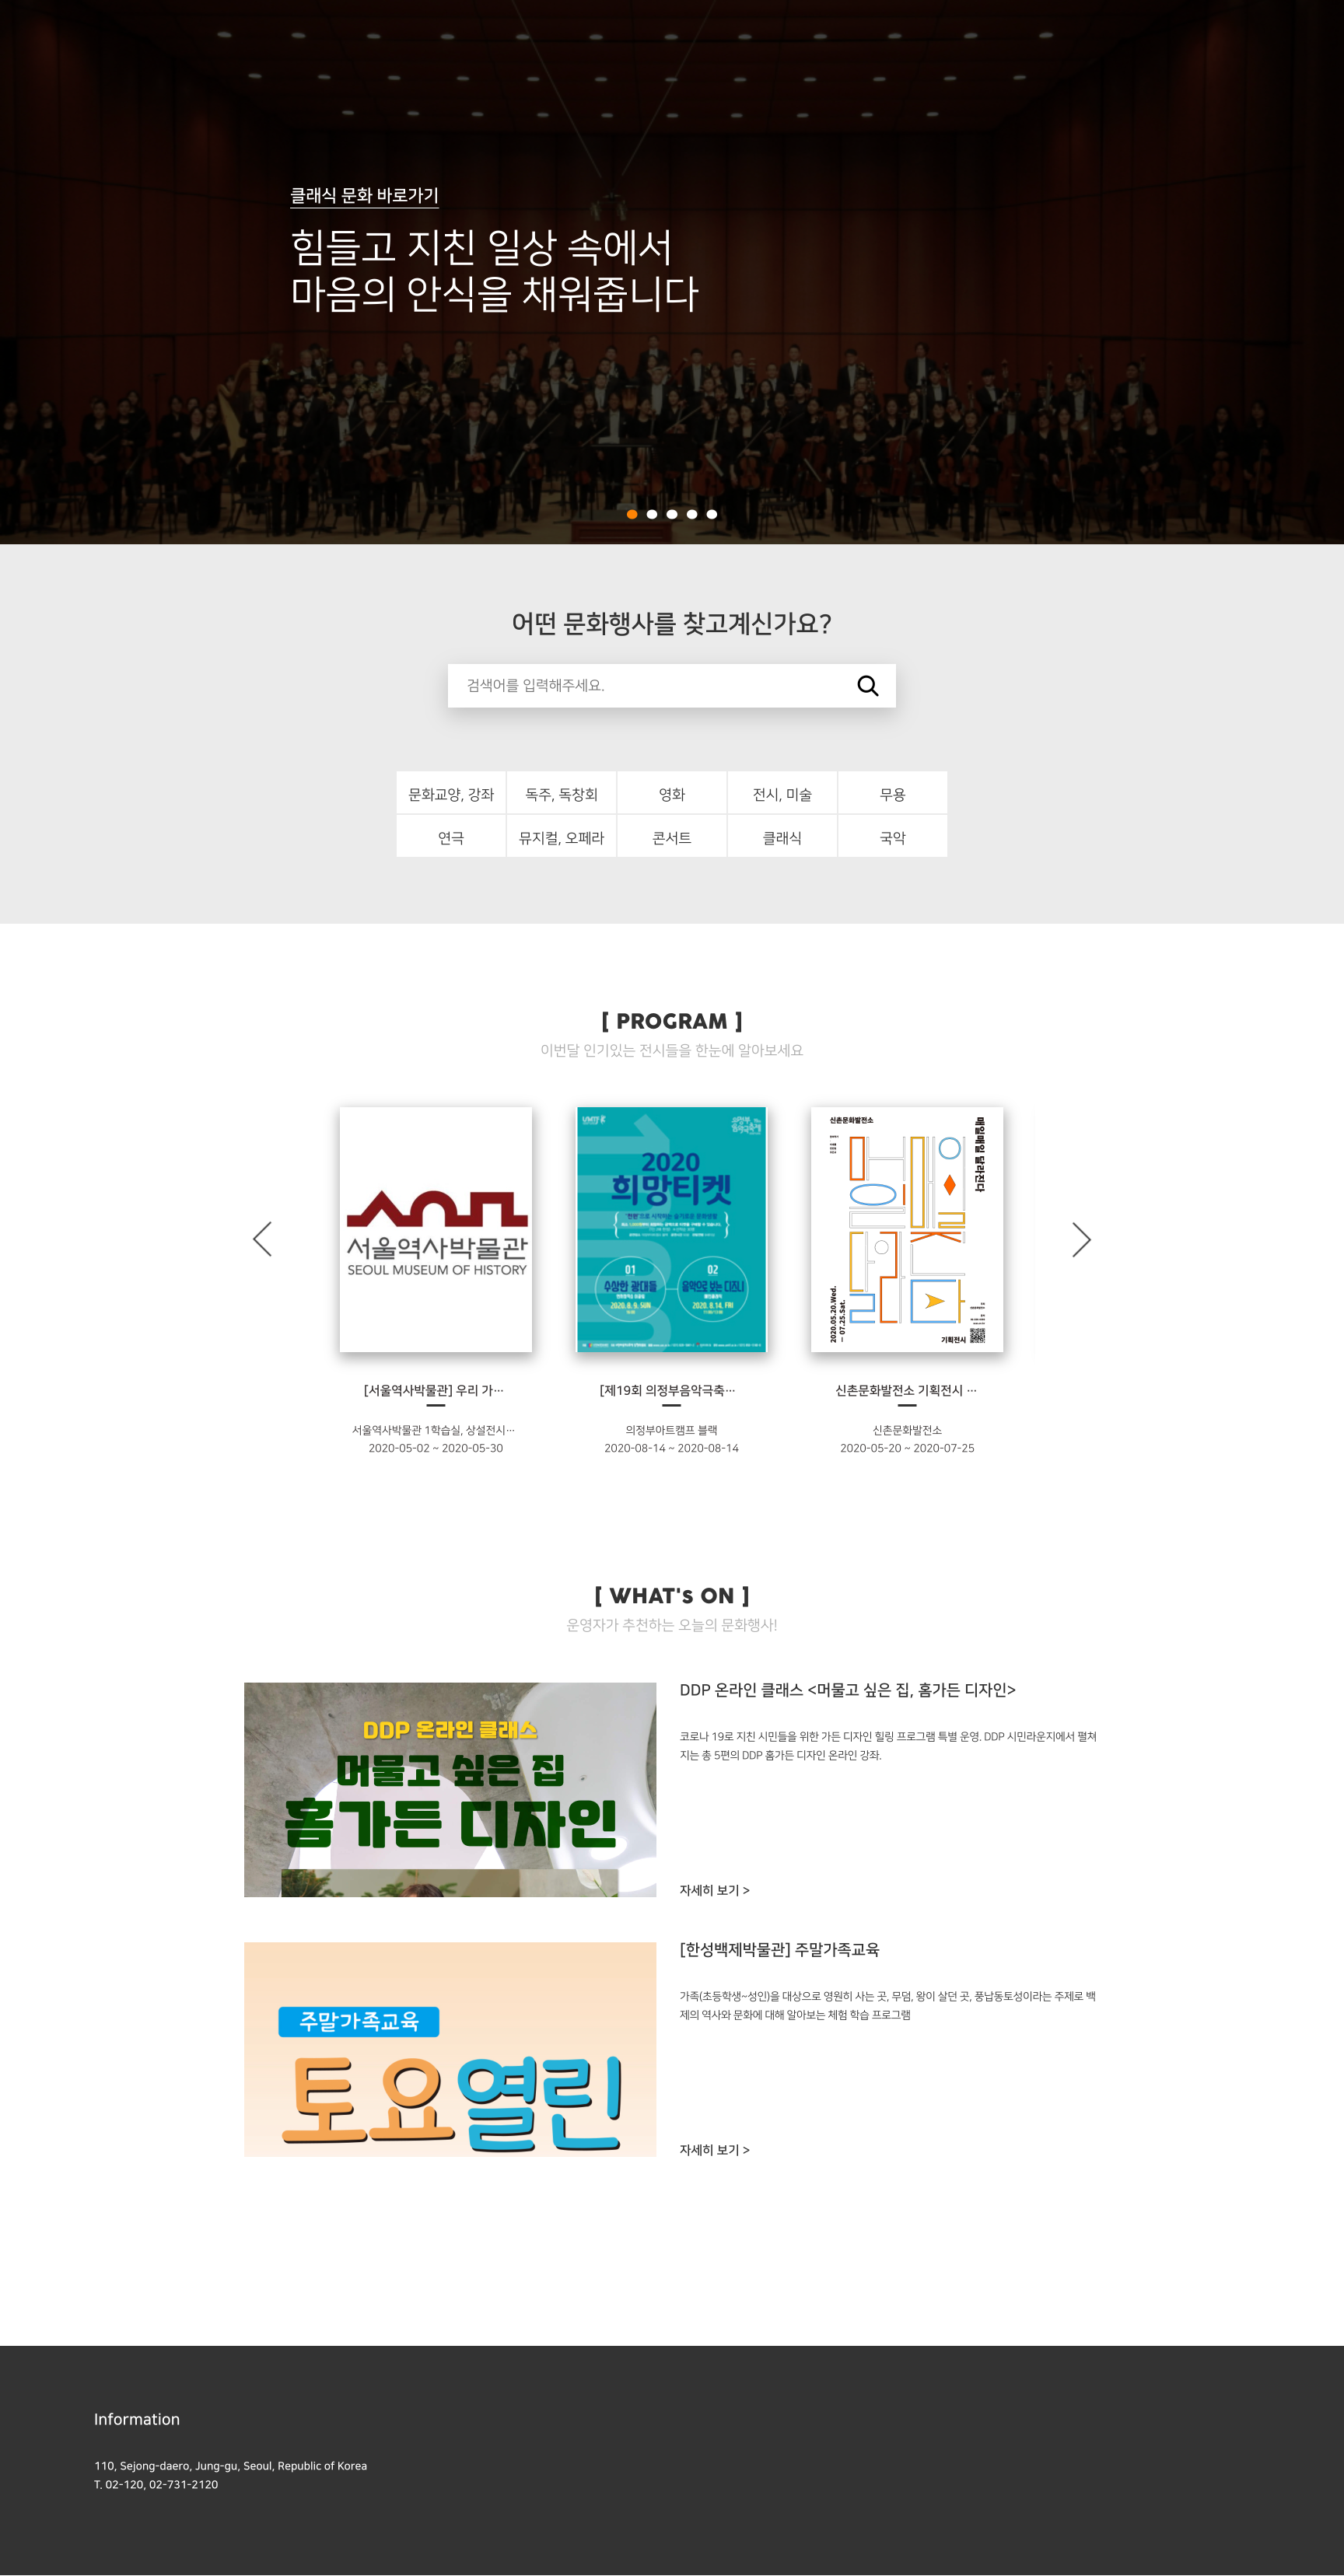 클래식 문화 바로가기
힘들고 지친 일상 속에서
마음의 안식을 채워줍니다
어떤 문화행사를 찾고계신가요?
검색어를 입력해주세요.
문화교양, 강좌 독주, 독창회 영화 전시, 미술 무용
연극 뮤지컬, 오페라 콘서트 클래식 국악
[ PROGRAM ]
이번달 인기있는 전시들을 한눈에 알아보세요
서울역사박물관
SEOUL MUSEUM OF HISTORY
[서울역사박물관] 우리 가···
서울역사박물관 1학습실, 상설전시···
2020-05-02 ~ 2020-05-30
UMTF
2020
희망티켓
01
수상한 광대들
2020. 8. 9. SUN
02
음악으로 보는 디즈니
2020. 8. 14. FRI
[제19회 의정부음악극축···
의정부아트캠프 블랙
2020-08-14 ~ 2020-08-14
신촌문화발전소
매일매일 달라진다
2020.05.20.Wed.
– 07.25.Sat.
기획전시
신촌문화발전소 기획전시 ···
신촌문화발전소
2020-05-20 ~ 2020-07-25
[ WHAT's ON ]
운영자가 추천하는 오늘의 문화행사!
DDP 온라인 클래스
머물고 싶은 집
홈가든 디자인
DDP 온라인 클래스 <머물고 싶은 집, 홈가든 디자인>
코로나 19로 지친 시민들을 위한 가든 디자인 힐링 프로그램 특별 운영. DDP 시민라운지에서 펼쳐
지는 총 5편의 DDP 홈가든 디자인 온라인 강좌.
자세히 보기 >
주말가족교육
토요열린
[한성백제박물관] 주말가족교육
가족(초등학생~성인)을 대상으로 영원히 사는 곳, 무덤, 왕이 살던 곳, 풍납동토성이라는 주제로 백
제의 역사와 문화에 대해 알아보는 체험 학습 프로그램
자세히 보기 >
Information
110, Sejong-daero, Jung-gu, Seoul, Republic of Korea
T. 02-120, 02-731-2120